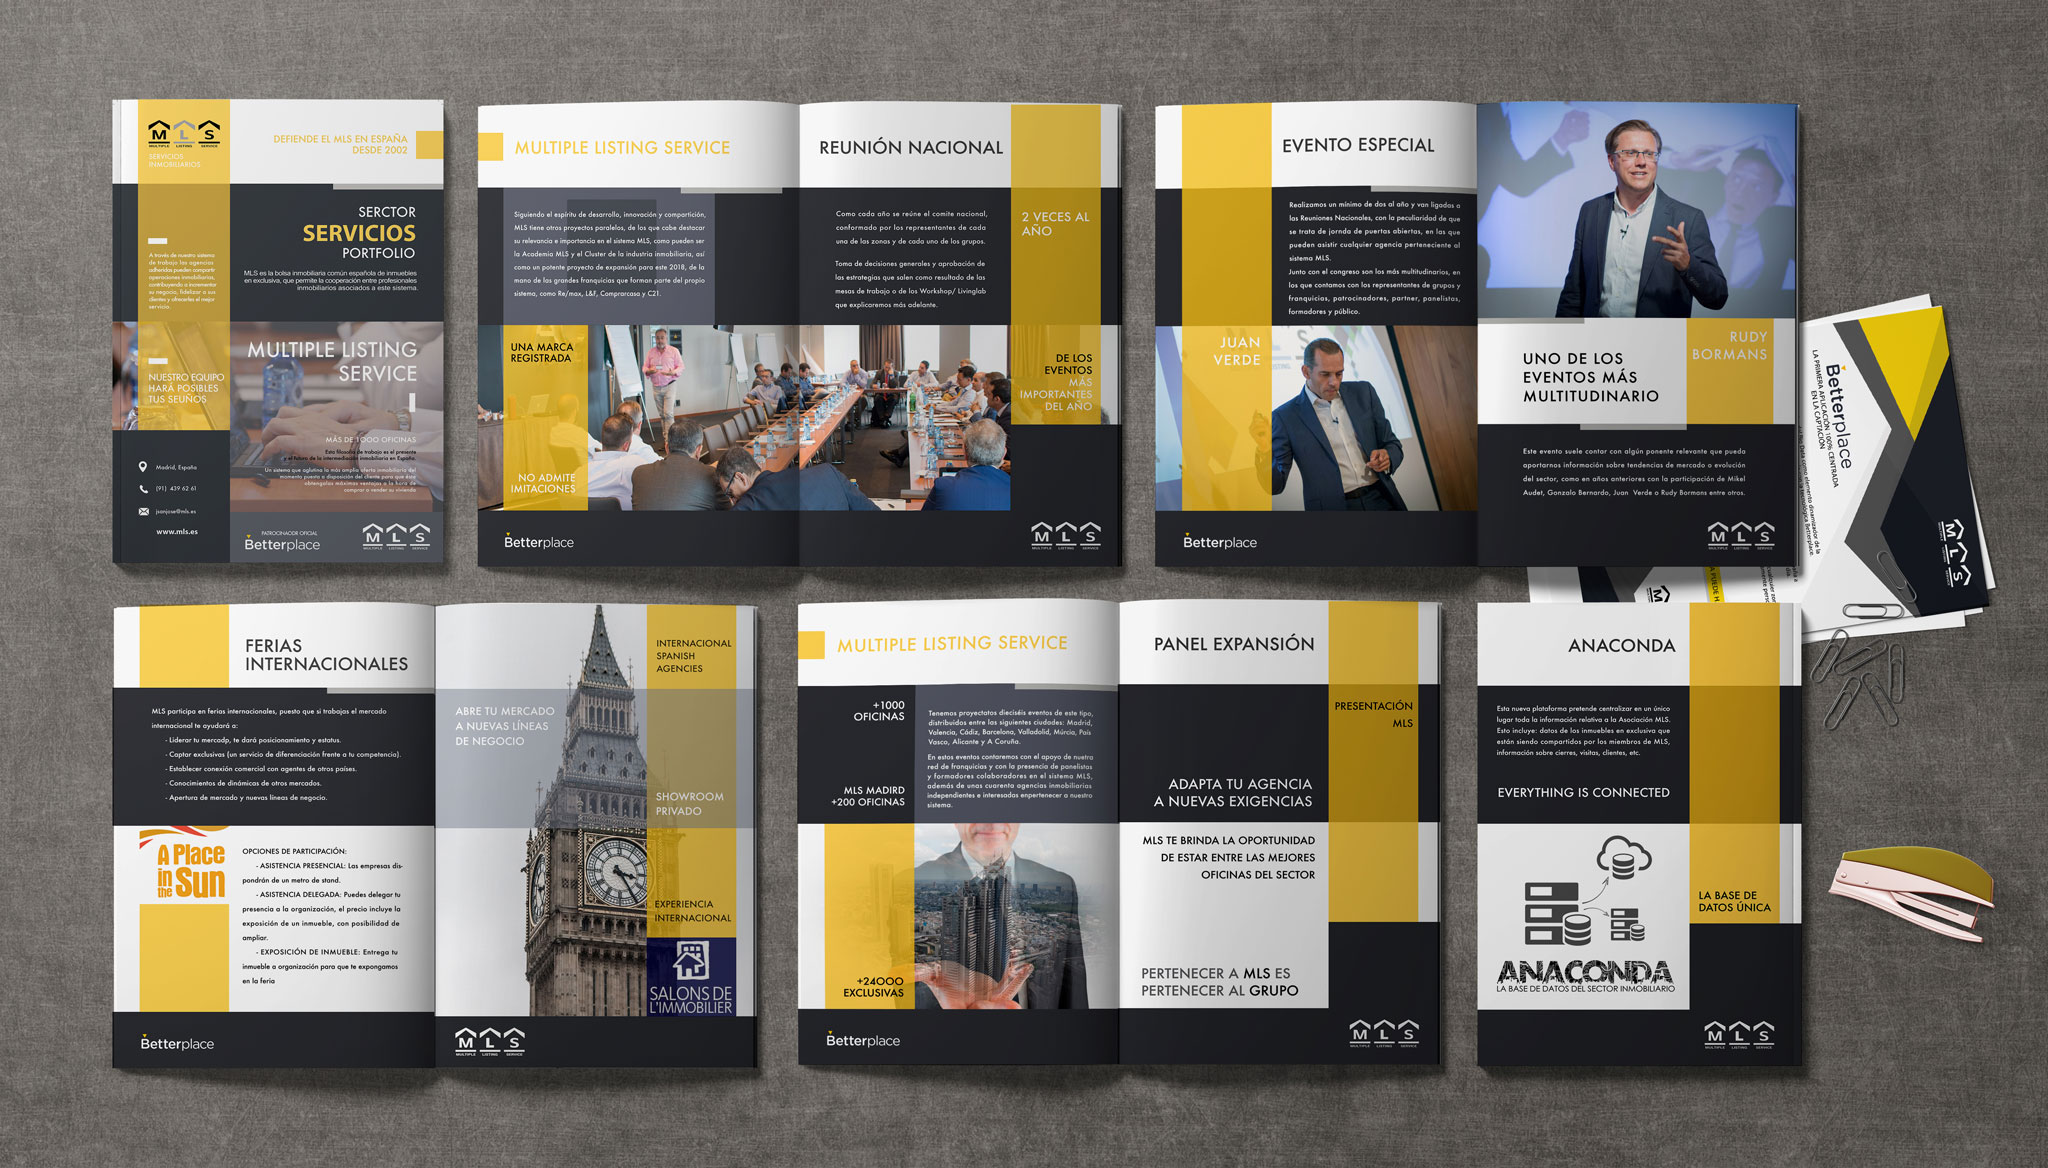 MLS
MULTIPLE LISTING SERVICE
SERVICIOS
INMOBILIARIOS
DEFIENDE EL MLS EN ESPAÑA
DESDE 2002
SERCTOR
SERVICIOS
PORTFOLIO
MLS es la bolsa inmobiliaria común española de inmuebles
en exclusiva, que permite la cooperación entre profesionales
inmobiliarios asociados a este sistema.
A través de nuestro sistema
de trabajo las agencias
adheridas pueden compartir
operaciones inmobiliarias,
contribuyendo a incrementar
su negocio, fidelizar a sus
clientes y ofrecerles el mejor
servicio.
NUESTRO EQUIPO
HARÁ POSIBLES
TUS SEUÑOS
MULTIPLE LISTING
SERVICE
MÁS DE 1OOO OFICINAS
Esta filosofía de trabajo es el presente
y el futuro de la intermediación inmobiliaria en España.
Un sistema que aglutina la más amplia oferta inmobiliaria del
momento puesta a disposición del cliente para que éste
obtenga las máximas ventajas a la hora de
comprar o vender su vivienda
Madrid, España
(91) 439 62 61
juanjose@mls.es
www.mls.es
PATROCINADOR OFICIAL
Betterplace
MLS
MULTIPLE LISTING SERVICE
MULTIPLE LISTING SERVICE
Siguiendo el espíritu de desarrollo, innovación y compartición,
MLS tiene otros proyectos paralelos, de los que cabe destacar
su relevancia e importancia en el sistema MLS, como pueden ser
la Academia MLS y el Cluster de la industria inmobiliaria, así
como un potente proyecto de expansión para este 2018, de la
mano de las grandes franquicias que forman parte del propio
sistema, como Re/max, L&F, Comprarcasa y C21.
UNA MARCA
REGISTRADA
NO ADMITE
IMITACIONES
Betterplace
REUNIÓN NACIONAL
Como cada año se reúne el comite nacional,
conformado por los representantes de cada
una de las zonas y de cada uno de los grupos.
Toma de decisiones generales y aprobación de
las estrategias que salen como resultado de las
mesas de trabajo o de los Workshop/ Livinglab
que explicaremos más adelante.
2 VECES AL
AÑO
DE LOS
EVENTOS
MÁS
IMPORTANTES
DEL AÑO
MLS
MULTIPLE LISTING SERVICE
EVENTO ESPECIAL
Realizamos un mínimo de dos al año y van ligados a
las Reuniones Nacionales, con la peculiaridad de que
se trata de jornda de puertas abiertas, en las que
pueden asistir cualquier agencia perteneciente al
sistema MLS.
Junto con el congreso son los más multitudinarios, en
los que contamos con los representes de grupos y
franquicias, patrocinadores, partner, panelistas,
formadores y público.
JUAN
VERDE
Betterplace
RUDY
BORMANS
UNO DE LOS
EVENTOS MÁS
MULTITUDINARIO
Este evento suele contar con algún ponente relevante que pueda
aportarnos información sobre tendencias de mercado o evolución
del sector, como en años anteriores con la participación de Mikel
Audet, Gonzalo Bernardo, Juan Verde o Rudy Bormans entre otros.
MLS
MULTIPLE LISTING SERVICE
Betterplace
LA PRIMERA
APLICACIÓN 100% CENTRADA
EN LA CAPTACIÓN
MLS
FERIAS
INTERNACIONALES
MLS participa en ferias internacionales, puesto que si trabajas el mercado
internacional te ayudará a:
- Liderar tu mercadp, te dará posicionamiento y estatus.
- Captar exclusivas (un servicio de diferenciación frente a tu competencia).
- Establecer conexión comercial con agentes de otros países.
- Conocimientos de dinámicas de otros mercados.
- Apertura de mercado y nuevas líneas de negocio.
A Place
in the Sun
OPCIONES DE PARTICIPACIÓN:
- ASISTENCIA PRESENCIAL: Las empresas dis-
pondrán de un metro de stand.
- ASISTENCIA DELEGADA: Puedes delegar tu
presencia a la organización, el precio incluye la
exposición de un inmueble, con posibilidad de
ampliar.
- EXPOSICIÓN DE INMUEBLE: Entrega tu
inmueble a organización para que te expongamos
en la feria
Betterplace
INTERNACIONAL
SPANISH
AGENCIES
ABRE TU MERCADO
A NUEVAS LÍNEAS
DE NEGOCIO
SHOWROOM
PRIVADO
EXPERIENCIA
INTERNACIONAL
SALONS DE
L'IMMOBILIER
MLS
MULTIPLE LISTING SERVICE
MULTIPLE LISTING SERVICE
+1000
OFICINAS
MLS MADIRD
+200 OFICINAS
Tenemos proyectatos dieciséis eventos de este tipo,
distribuidos entre las siguientes ciudades: Madrid,
Valencia, Cádiz, Barcelona, Valladolid, Múrcia, País
Vasco, Alicante y A Coruña.
En estos eventos contaremos con el apoyo de nuetra
red de franquicias y con la presencia de panelistas
y formadores colaboradores en el sistema MLS,
además de unas cuarenta agencias inmobiliarias
independientes e interesadas enpertenecer a nuestro
sistema.
+24OOO
EXCLUSIVAS
Betterplace
PANEL EXPANSIÓN
PRESENTACIÓN
MLS
ADAPTA TU AGENCIA
A NUEVAS EXIGENCIAS
MLS TE BRINDA LA OPORTUNIDAD
DE ESTAR ENTRE LAS MEJORES
OFICINAS DEL SECTOR
PERTENECER A MLS ES
PERTENECER AL GRUPO
MLS
MULTIPLE LISTING SERVICE
ANACONDA
Esta nueva plataforma pretende centralizar en un único
lugar toda la información relativa a la Asociación MLS.
Esto incluye: datos de los inmuebles en exclusiva que
están siendo compartidos por los miembros de MLS,
información sobre cierres, visitas, clientes, etc.
EVERYTHING IS CONNECTED
LA BASE DE
DATOS ÚNICA
ANACONDA
LA BASE DE DATOS DEL SECTOR INMOBILIARIO
MLS
MULTIPLE LISTING SERVICE